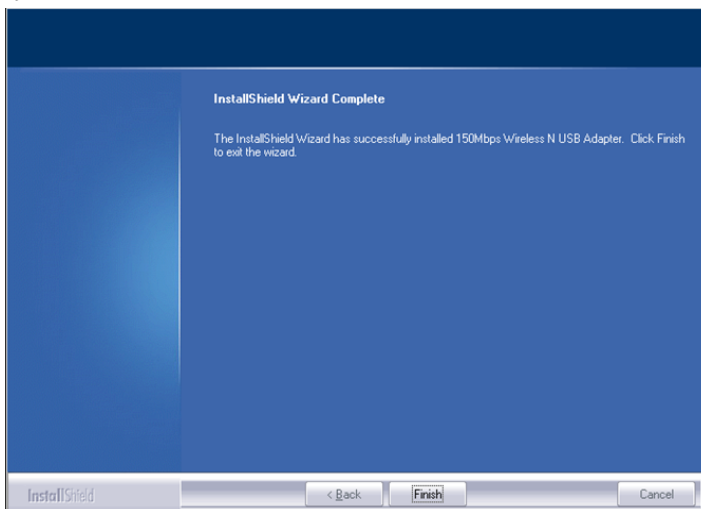 InstallShield Wizard Complete
The InstallShield Wizard has successfully installed 150Mbps Wireless N USB Adapter. Click Finish
to exit the wizard.
InstallShield
< Back
Finish
Cancel